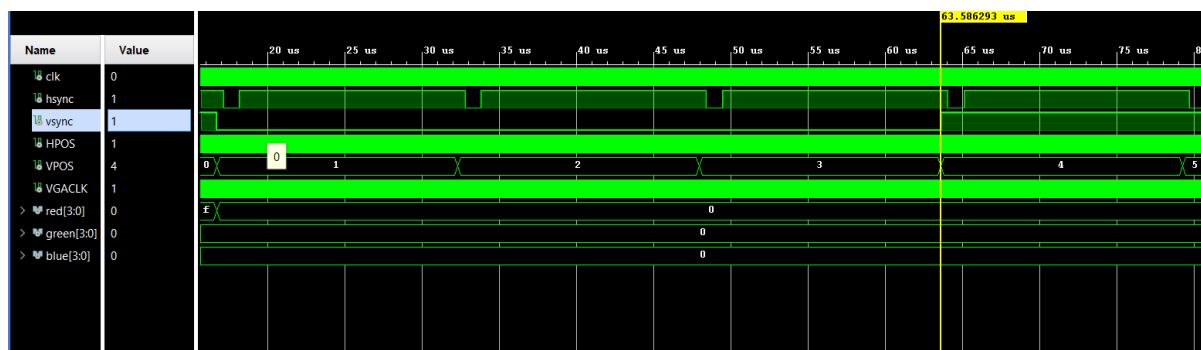 63.586293 us
Name Value
20 us 25 us 30 us 35 us 40 us 45 us 50 us 55 us 60 us 65 us 70 us 75 us 8
clk 0
hsync 1
vsync 1
HPOS 1
VPOS 4 0 1 2 3 4 5
0
VGACLK 1
red[3:0] 0 f 0
green[3:0] 0 0
blue[3:0] 0 0